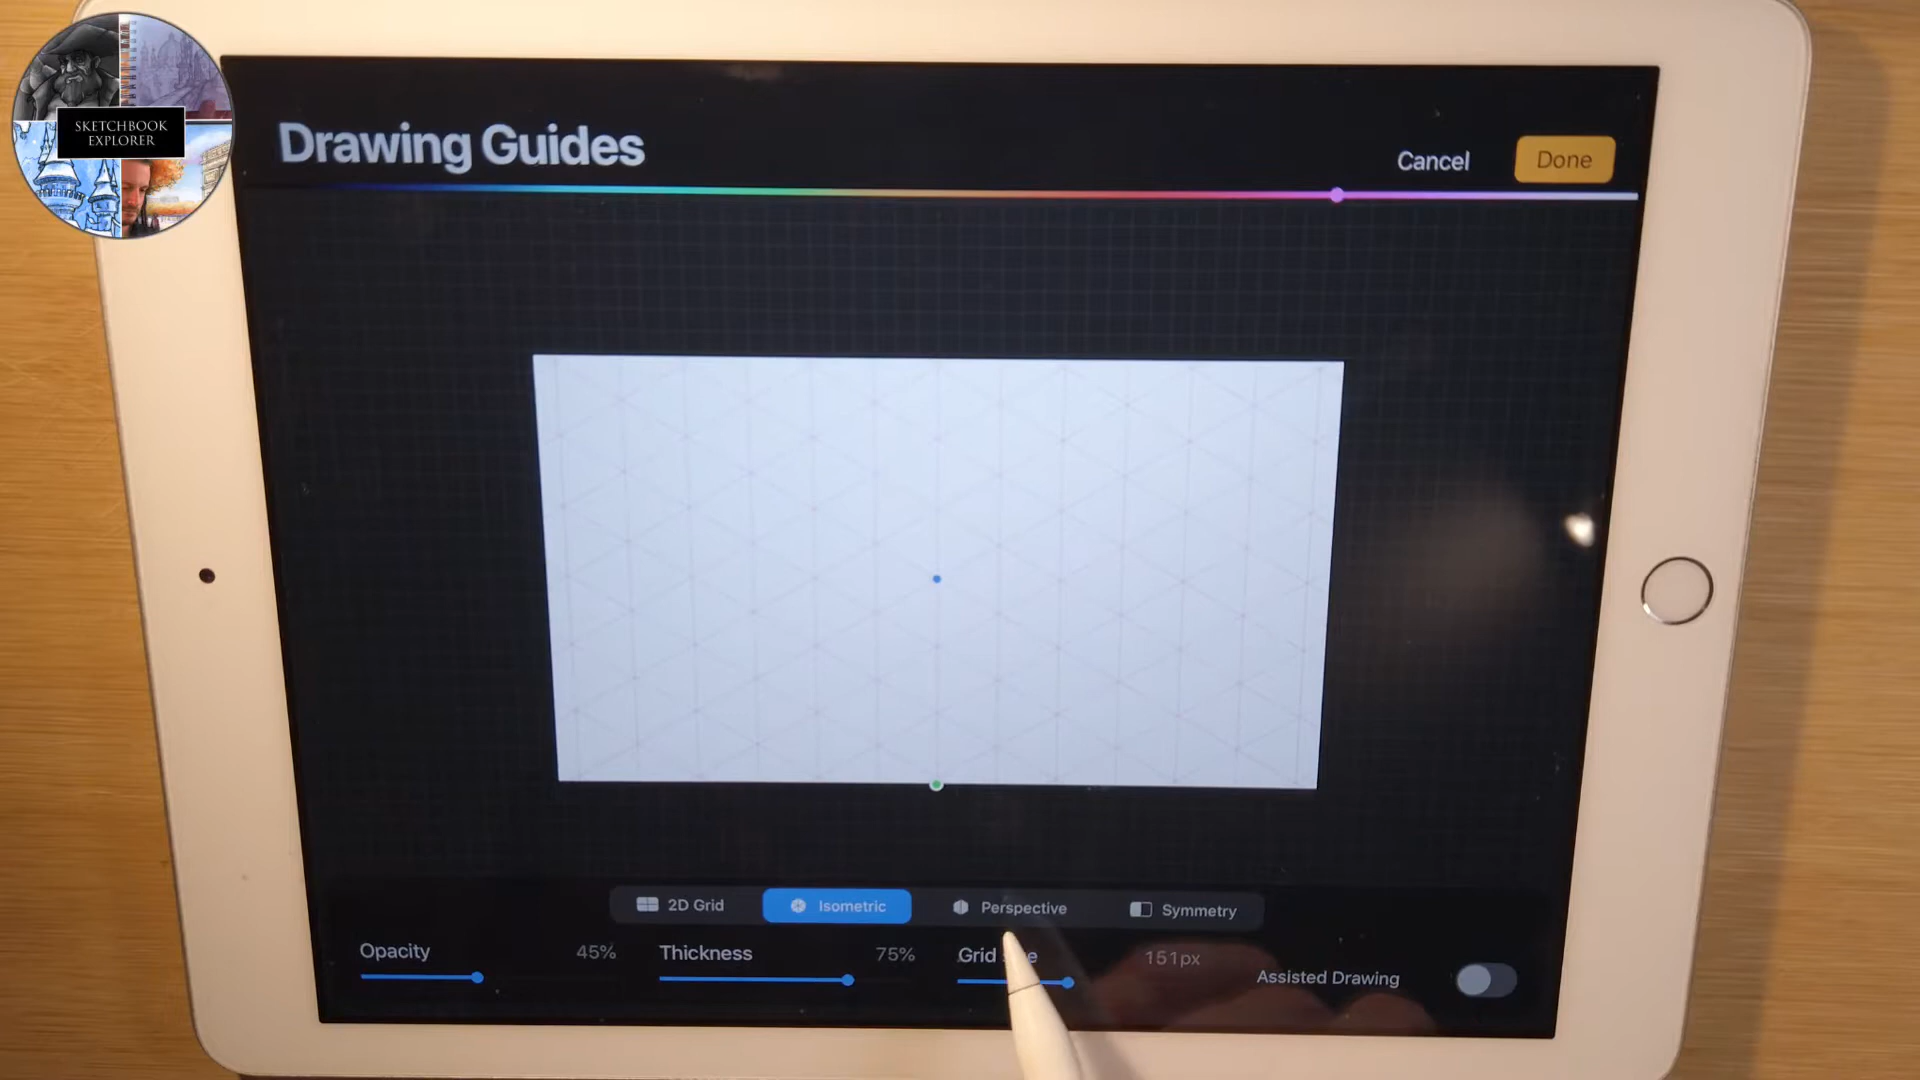 SKETCHBOOK
EXPLORER
Drawing Guides
Cancel
Done
2D Grid
Isometric
Perspective
Symmetry
Opacity
45%
Thickness
75%
Grid
151px
Assisted Drawing